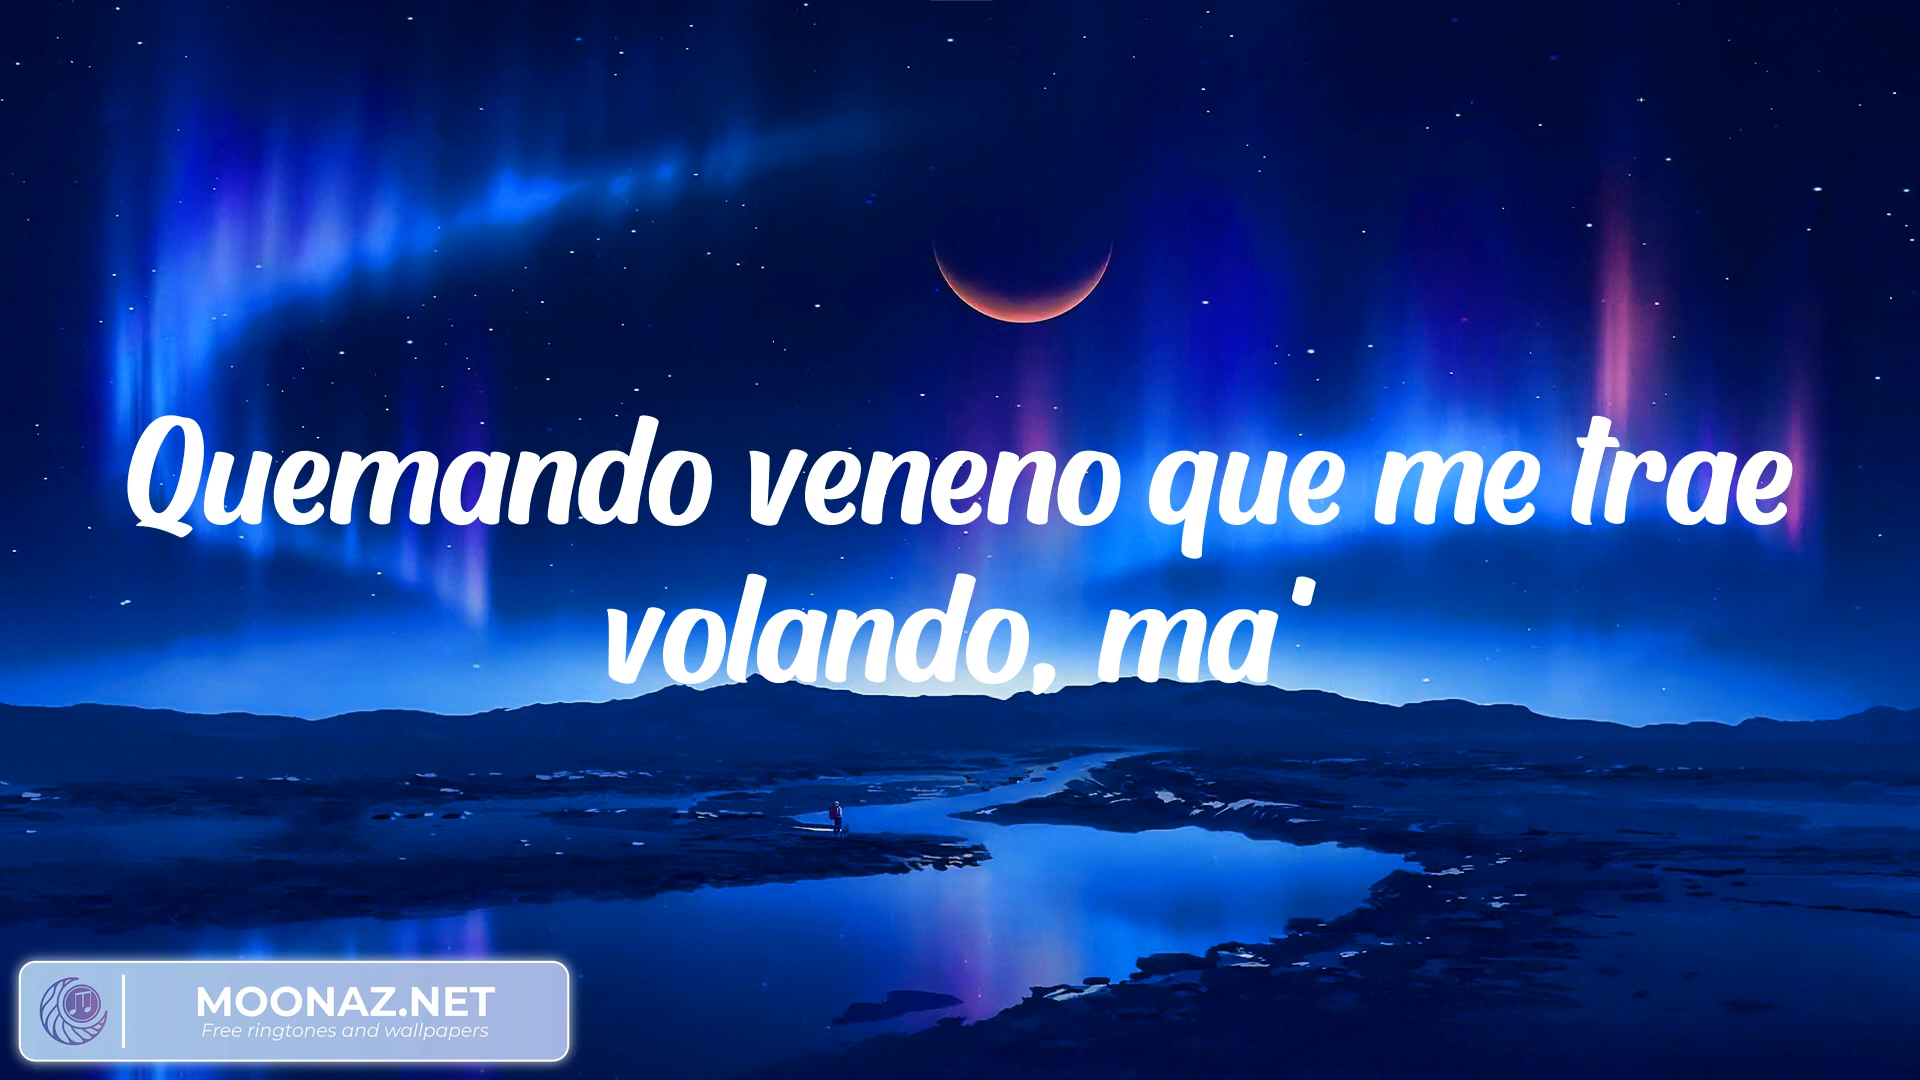 Quemando veneno que me trae
volando, ma'
MOONAZ.NET
Free ringtones and wallpapers